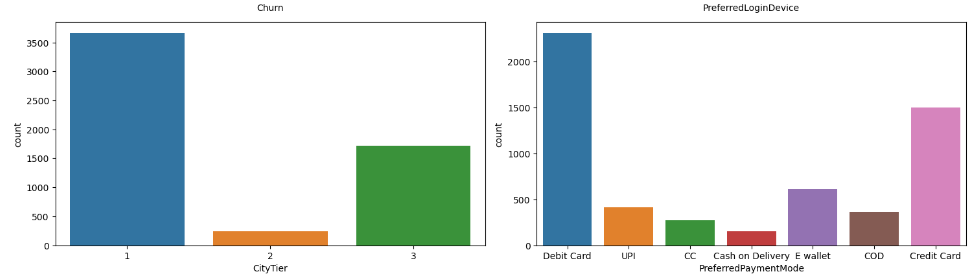 Churn
count
3500
3000
2500
2000
1500
1000
500
0
1 2 3
CityTier
PreferredLoginDevice
count
2000
1500
1000
500
0
Debit Card UPI CC Cash on Delivery E wallet COD Credit Card
PreferredPaymentMode